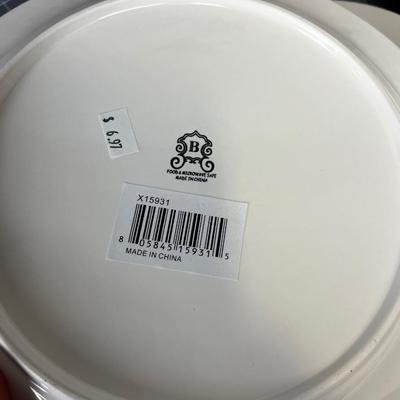 $ 6.97
B
FOOD & MICROWAVE SAFE
MADE IN CHINA
X15931
8 05845 15931 5
MADE IN CHINA